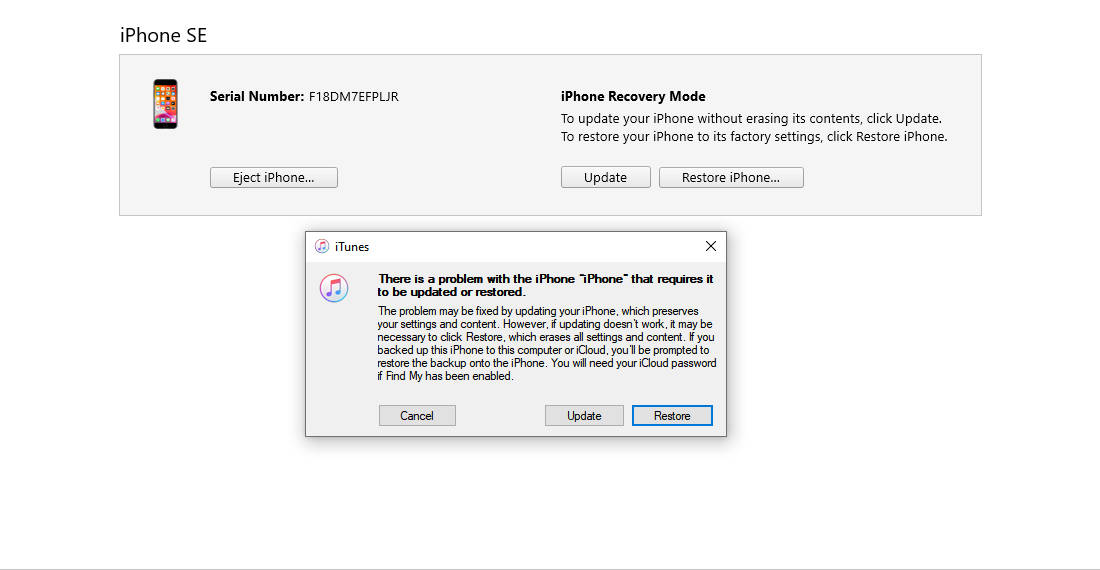 iPhone SE
Serial Number: F18DM7EFPLJR
iPhone Recovery Mode
To update your iPhone without erasing its contents, click Update.
To restore your iPhone to its factory settings, click Restore iPhone.
Eject iPhone...
Update
Restore iPhone...
iTunes
There is a problem with the iPhone "iPhone" that requires it
to be updated or restored.
The problem may be fixed by updating your iPhone, which preserves
your settings and content. However, if updating doesn't work, it may be
necessary to click Restore, which erases all settings and content. If you
backed up this iPhone to this computer or iCloud, you'll be prompted to
restore the backup onto the iPhone. You will need your iCloud password
if Find My has been enabled.
Cancel
Update
Restore